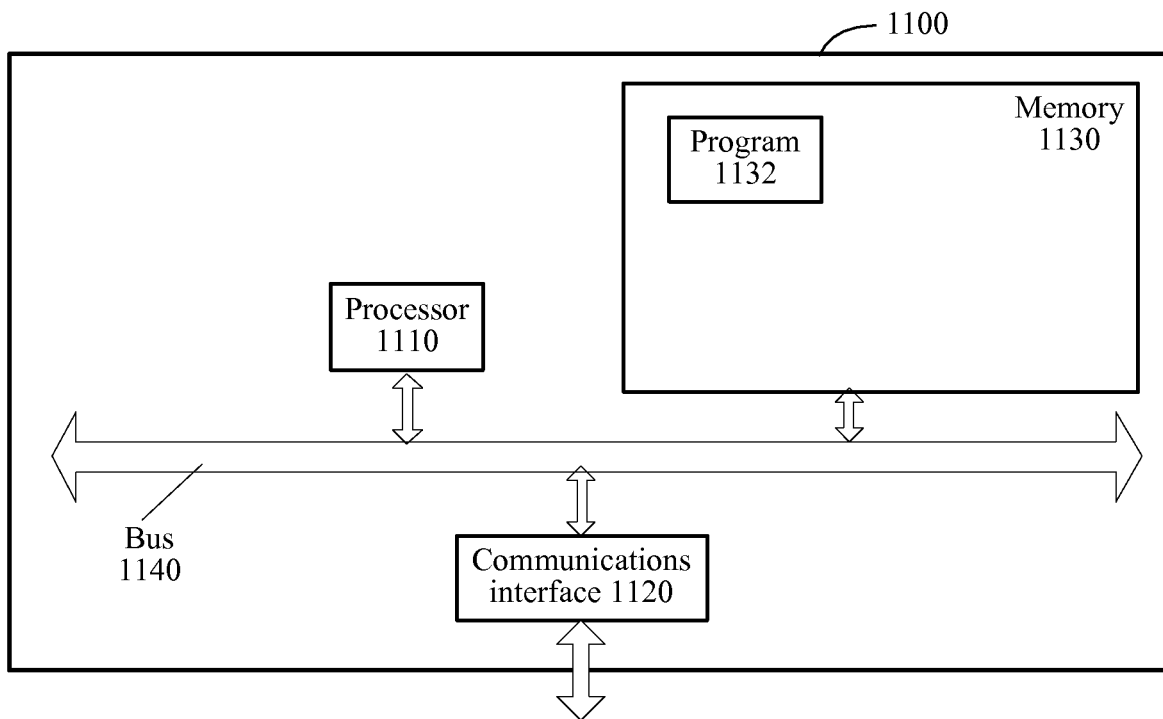 1100
Memory
1130
Program
1132
Processor
1110
Bus
1140
Communications
interface 1120